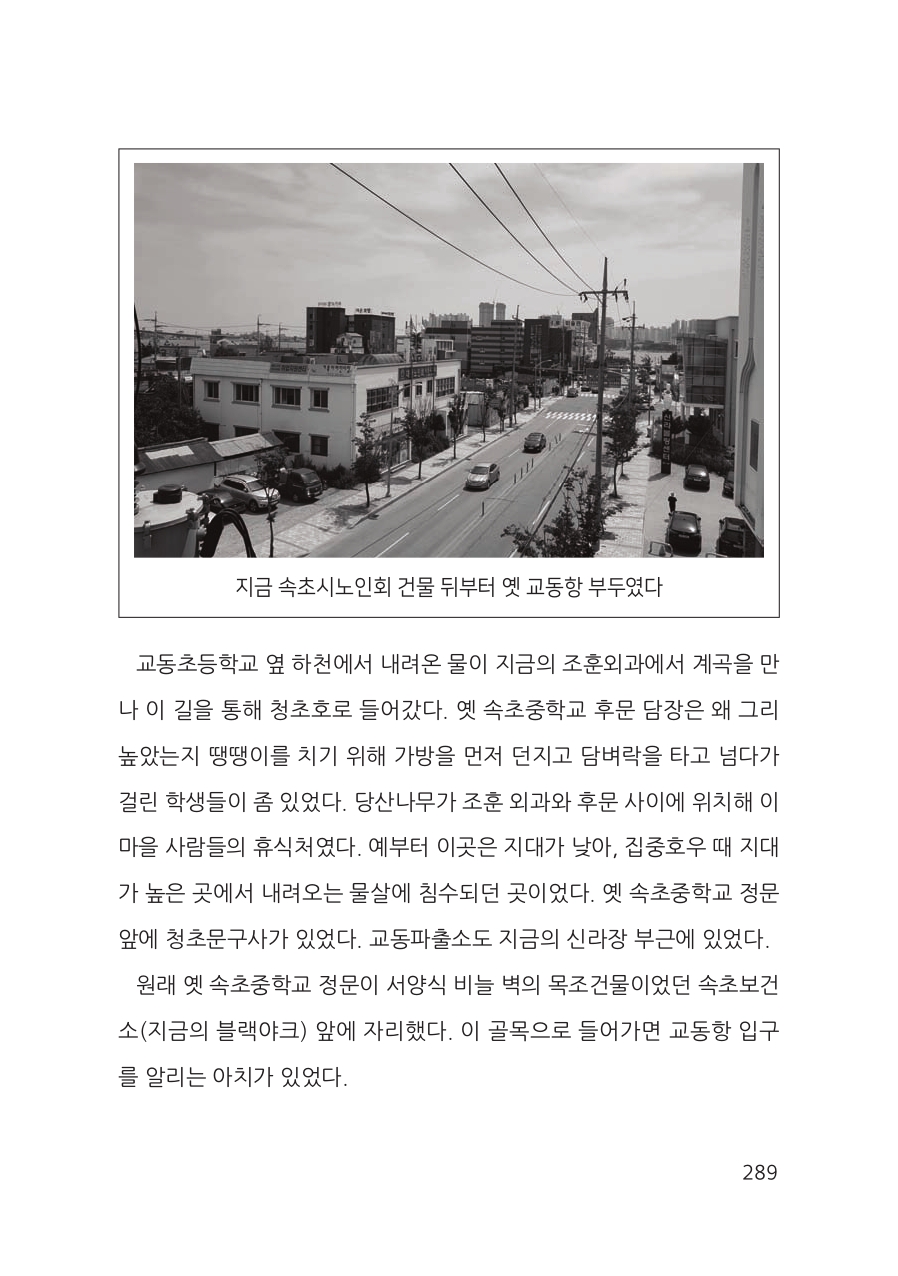 지금 속초시노인회 건물 뒤부터 옛 교동항 부두였다
교동초등학교 옆 하천에서 내려온 물이 지금의 조훈외과에서 계곡을 만
나 이 길을 통해 청초호로 들어갔다. 옛 속초중학교 후문 담장은 왜 그리
높았는지 땡땡이를 치기 위해 가방을 먼저 던지고 담벼락을 타고 넘다가
걸린 학생들이 좀 있었다. 당산나무가 조훈 외과와 후문 사이에 위치해 이
마을 사람들의 휴식처였다. 예부터 이곳은 지대가 낮아, 집중호우 때 지대
가 높은 곳에서 내려오는 물살에 침수되던 곳이었다. 옛 속초중학교 정문
앞에 청초문구사가 있었다. 교동파출소도 지금의 신라장 부근에 있었다.
원래 옛 속초중학교 정문이 서양식 비늘 벽의 목조건물이었던 속초보건
소(지금의 블랙야크) 앞에 자리했다. 이 골목으로 들어가면 교동항 입구
를 알리는 아치가 있었다.
289